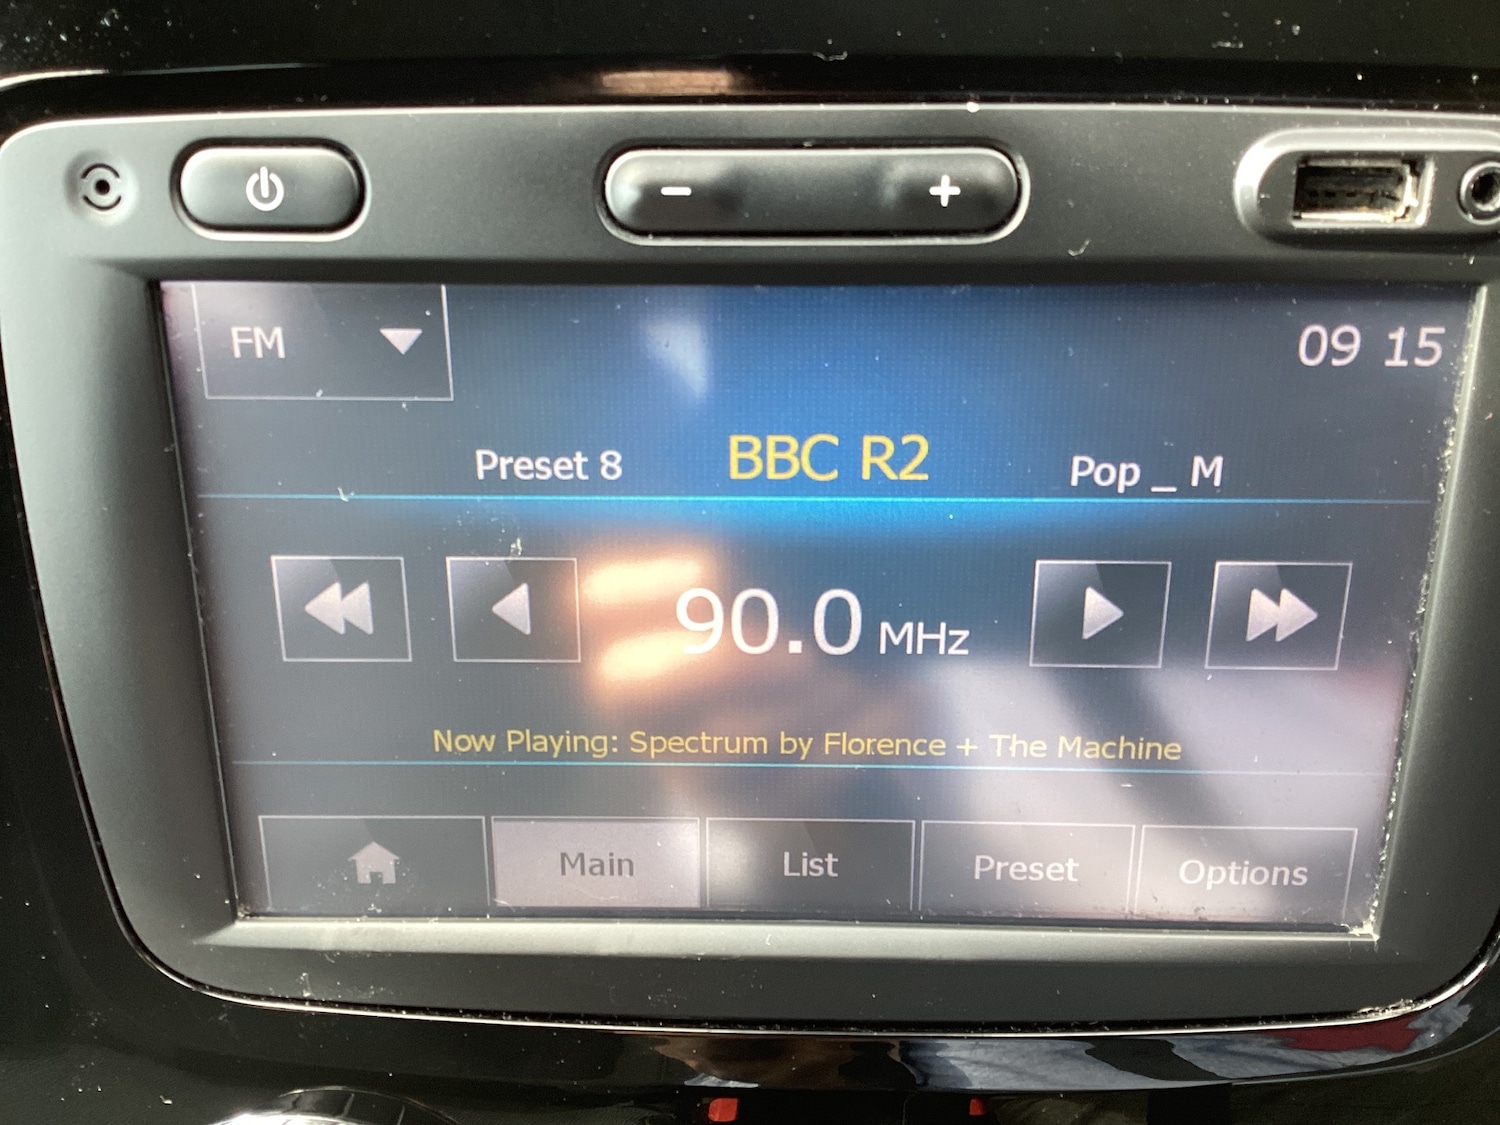 FM
09 15
Preset 8 BBC R2 Pop _ M
90.0 MHz
Now Playing: Spectrum by Florence + The Machine
Main List Preset Options